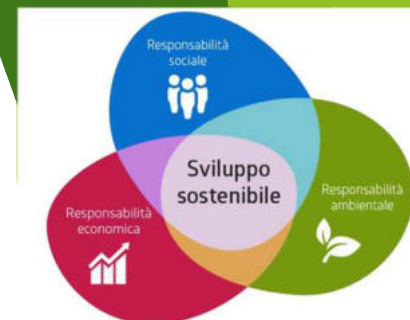 Responsabilità
sociale
Sviluppo
sostenibile
Responsabilità
ambientale
Responsabilità
economica